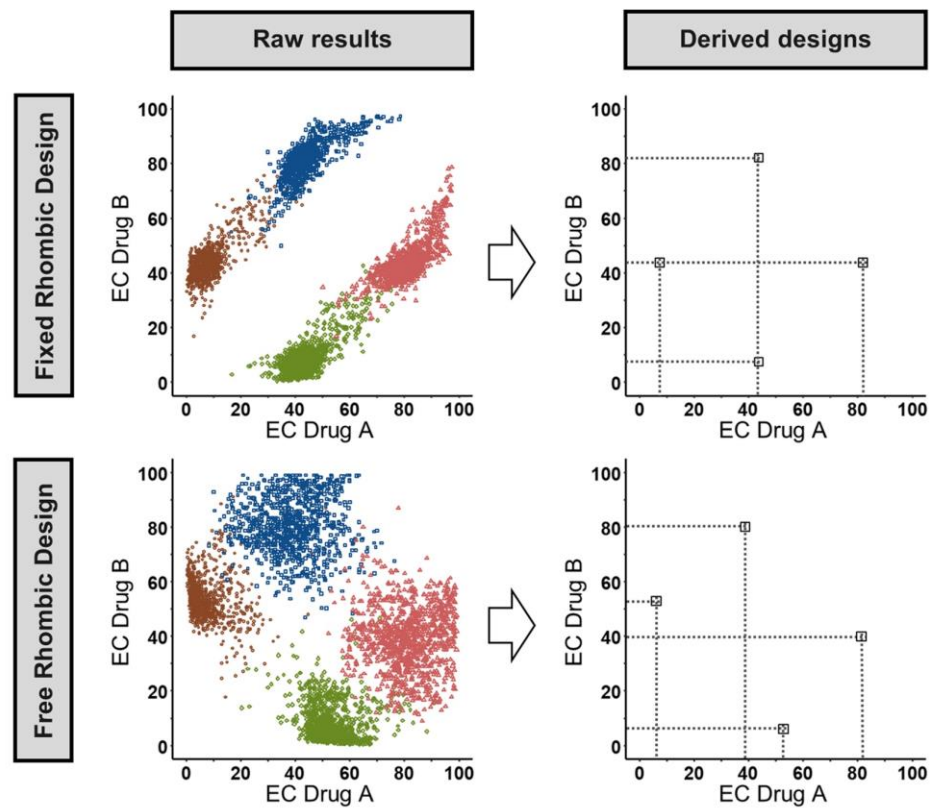 Raw results
Derived designs
Fixed Rhombic Design
EC Drug B
100
80
60
40
20
0
0 20 40 60 80 100
EC Drug A
EC Drug B
100
80
60
40
20
0
0 20 40 60 80 100
EC Drug A
Free Rhombic Design
EC Drug B
100
80
60
40
20
0
0 20 40 60 80 100
EC Drug A
EC Drug B
100
80
60
40
20
0
0 20 40 60 80 100
EC Drug A